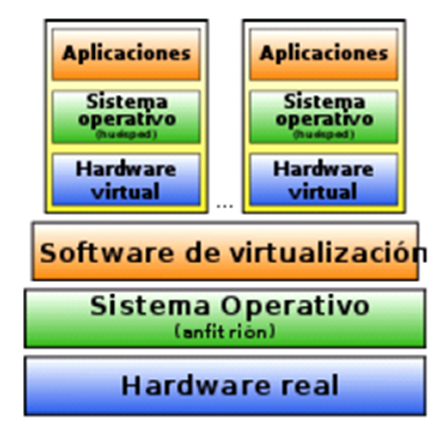 Aplicaciones
Sistema
operativo
(huésped)
Hardware
virtual
Aplicaciones
Sistema
operativo
(huésped)
Hardware
virtual
...
Software de virtualización
Sistema Operativo
(anfitrión)
Hardware real